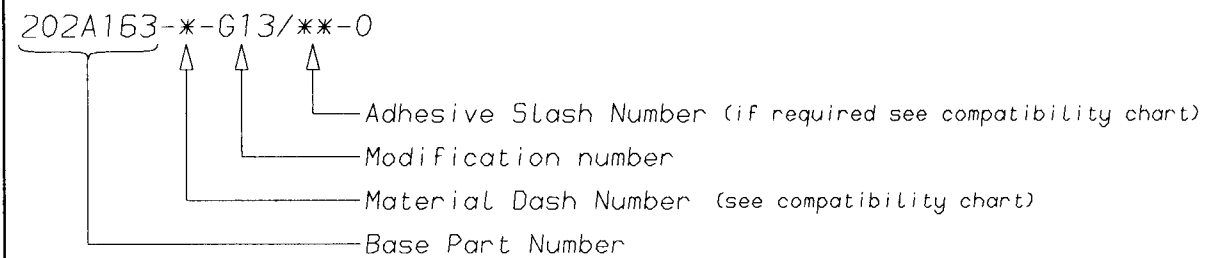 202A163-*-G13/**-0
Adhesive Slash Number (if required see compatibility chart)
Modification number
Material Dash Number (see compatibility chart)
Base Part Number